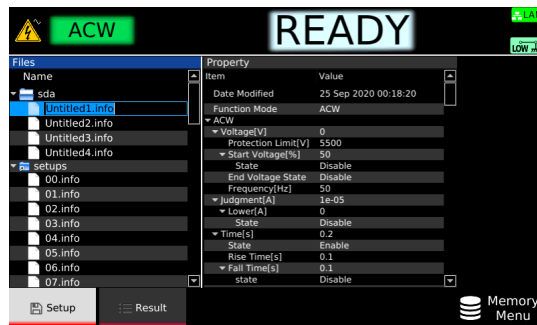 ACW
READY
LA
LOW
Files
Name
sda
Untitled1.info
Untitled2.info
Untitled3.info
Untitled4.info
setups
00.info
01.info
02.info
03.info
04.info
05.info
06.info
07.info
Property
Item Value
Date Modified 25 Sep 2020 00:18:20
Function Mode ACW
ACW
Voltage[V] 0
Protection Limit[V] 5500
Start Voltage[%] 50
State Disable
End Voltage State Disable
Frequency[Hz] 50
Judgment[A] 1e-05
Lower[A] 0
State Disable
Time[s] 0.2
State Enable
Rise Time[s] 0.1
Fall Time[s] 0.1
state Disable
Setup
Result
Memory
Menu